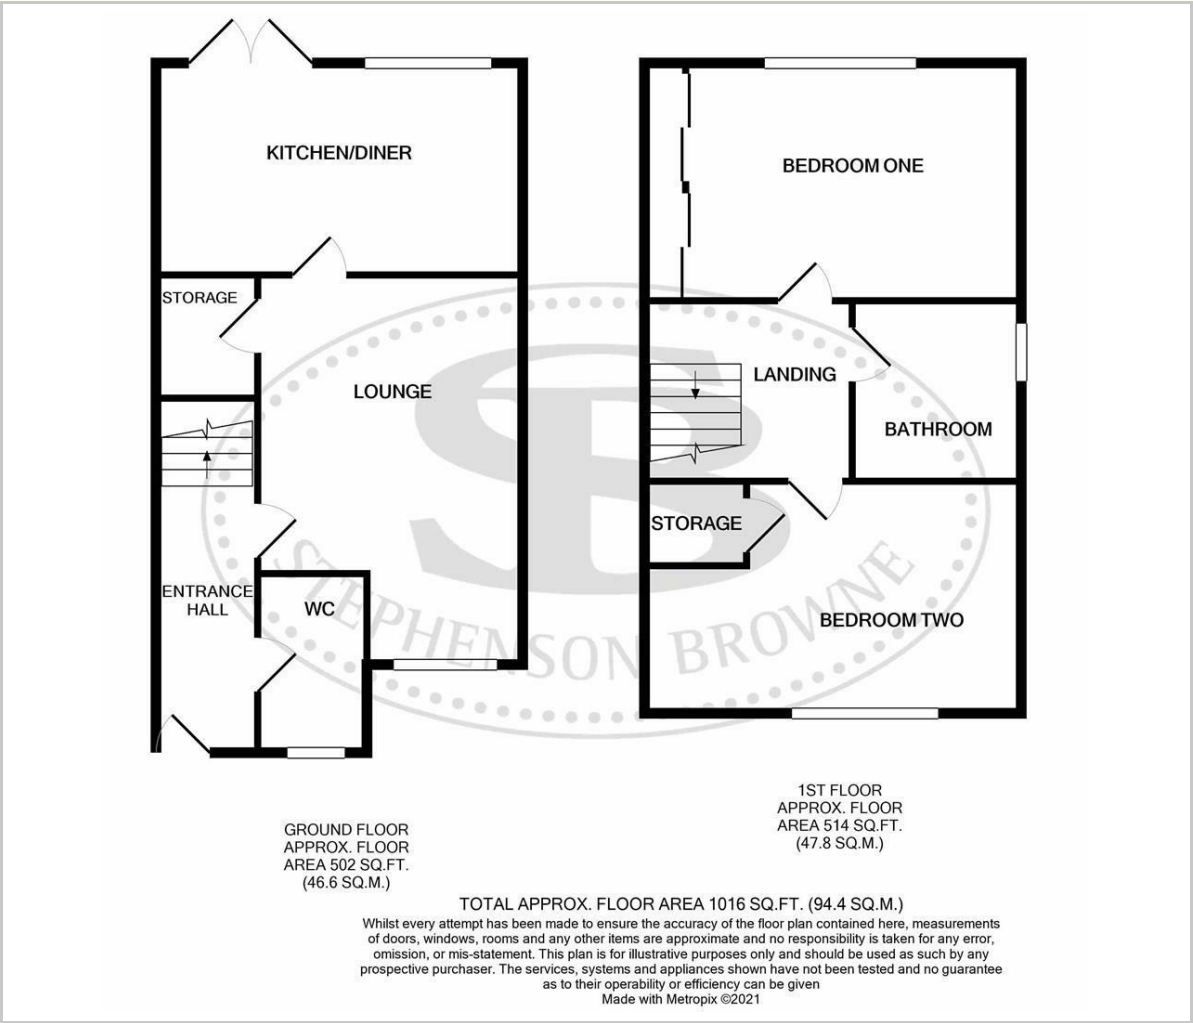 KITCHEN/DINER
BEDROOM ONE
STORAGE
LOUNGE
LANDING
BATHROOM
STORAGE
ENTRANCE
HALL
WC
BEDROOM TWO
SB
STEPHENSON BROWNE
GROUND FLOOR
APPROX. FLOOR
AREA 502 SQ.FT.
(46.6 SQ.M.)
1ST FLOOR
APPROX. FLOOR
AREA 514 SQ.FT.
(47.8 SQ.M.)
TOTAL APPROX. FLOOR AREA 1016 SQ.FT. (94.4 SQ.M.)
Whilst every attempt has been made to ensure the accuracy of the floor plan contained here, measurements
of doors, windows, rooms and any other items are approximate and no responsibility is taken for any error,
omission, or mis-statement. This plan is for illustrative purposes only and should be used as such by any
prospective purchaser. The services, systems and appliances shown have not been tested and no guarantee
as to their operability or efficiency can be given
Made with Metropix ©2021